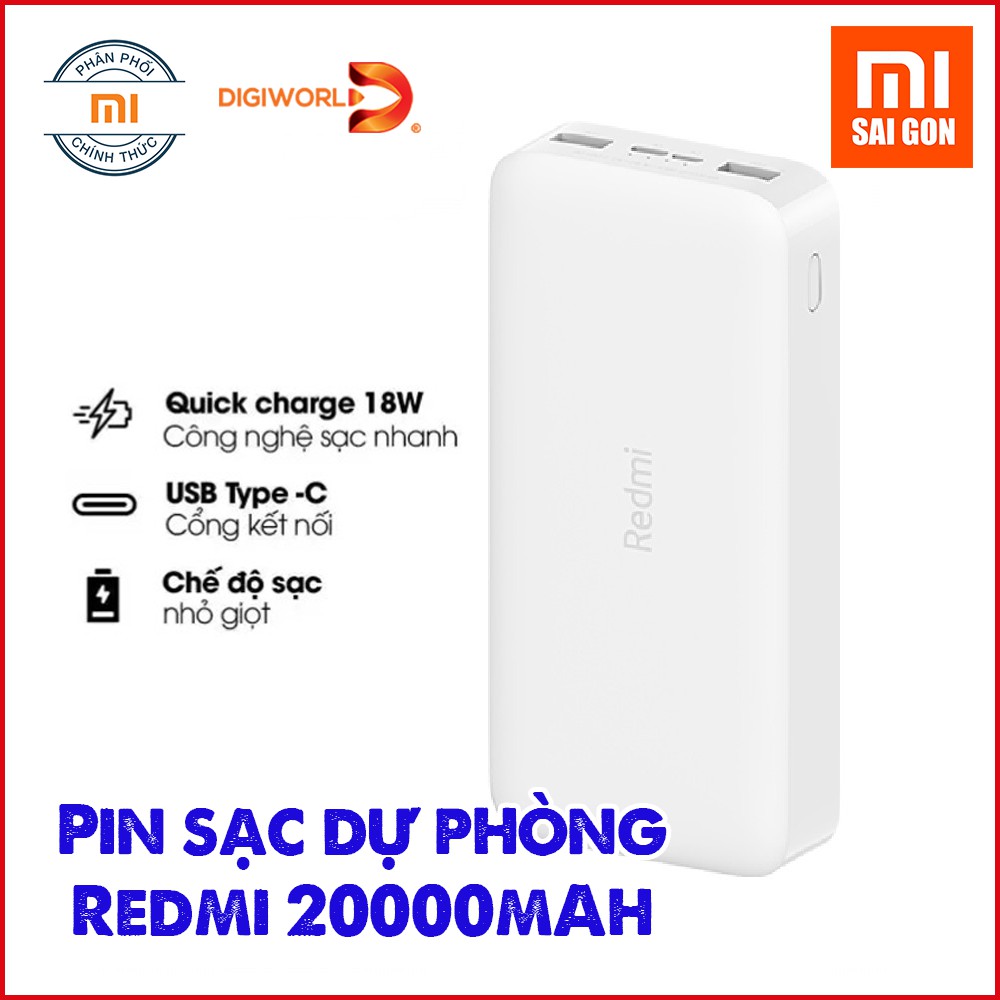 PHÂN PHỐI
mi
CHÍNH THỨC
DIGIWORLD®
mi
SAI GON
Quick charge 18W
Công nghệ sạc nhanh
USB Type -C
Cổng kết nối
Chế độ sạc
nhỏ giọt
Redmi
PIN SẠC DỰ PHÒNG
REDMI 20000MAH